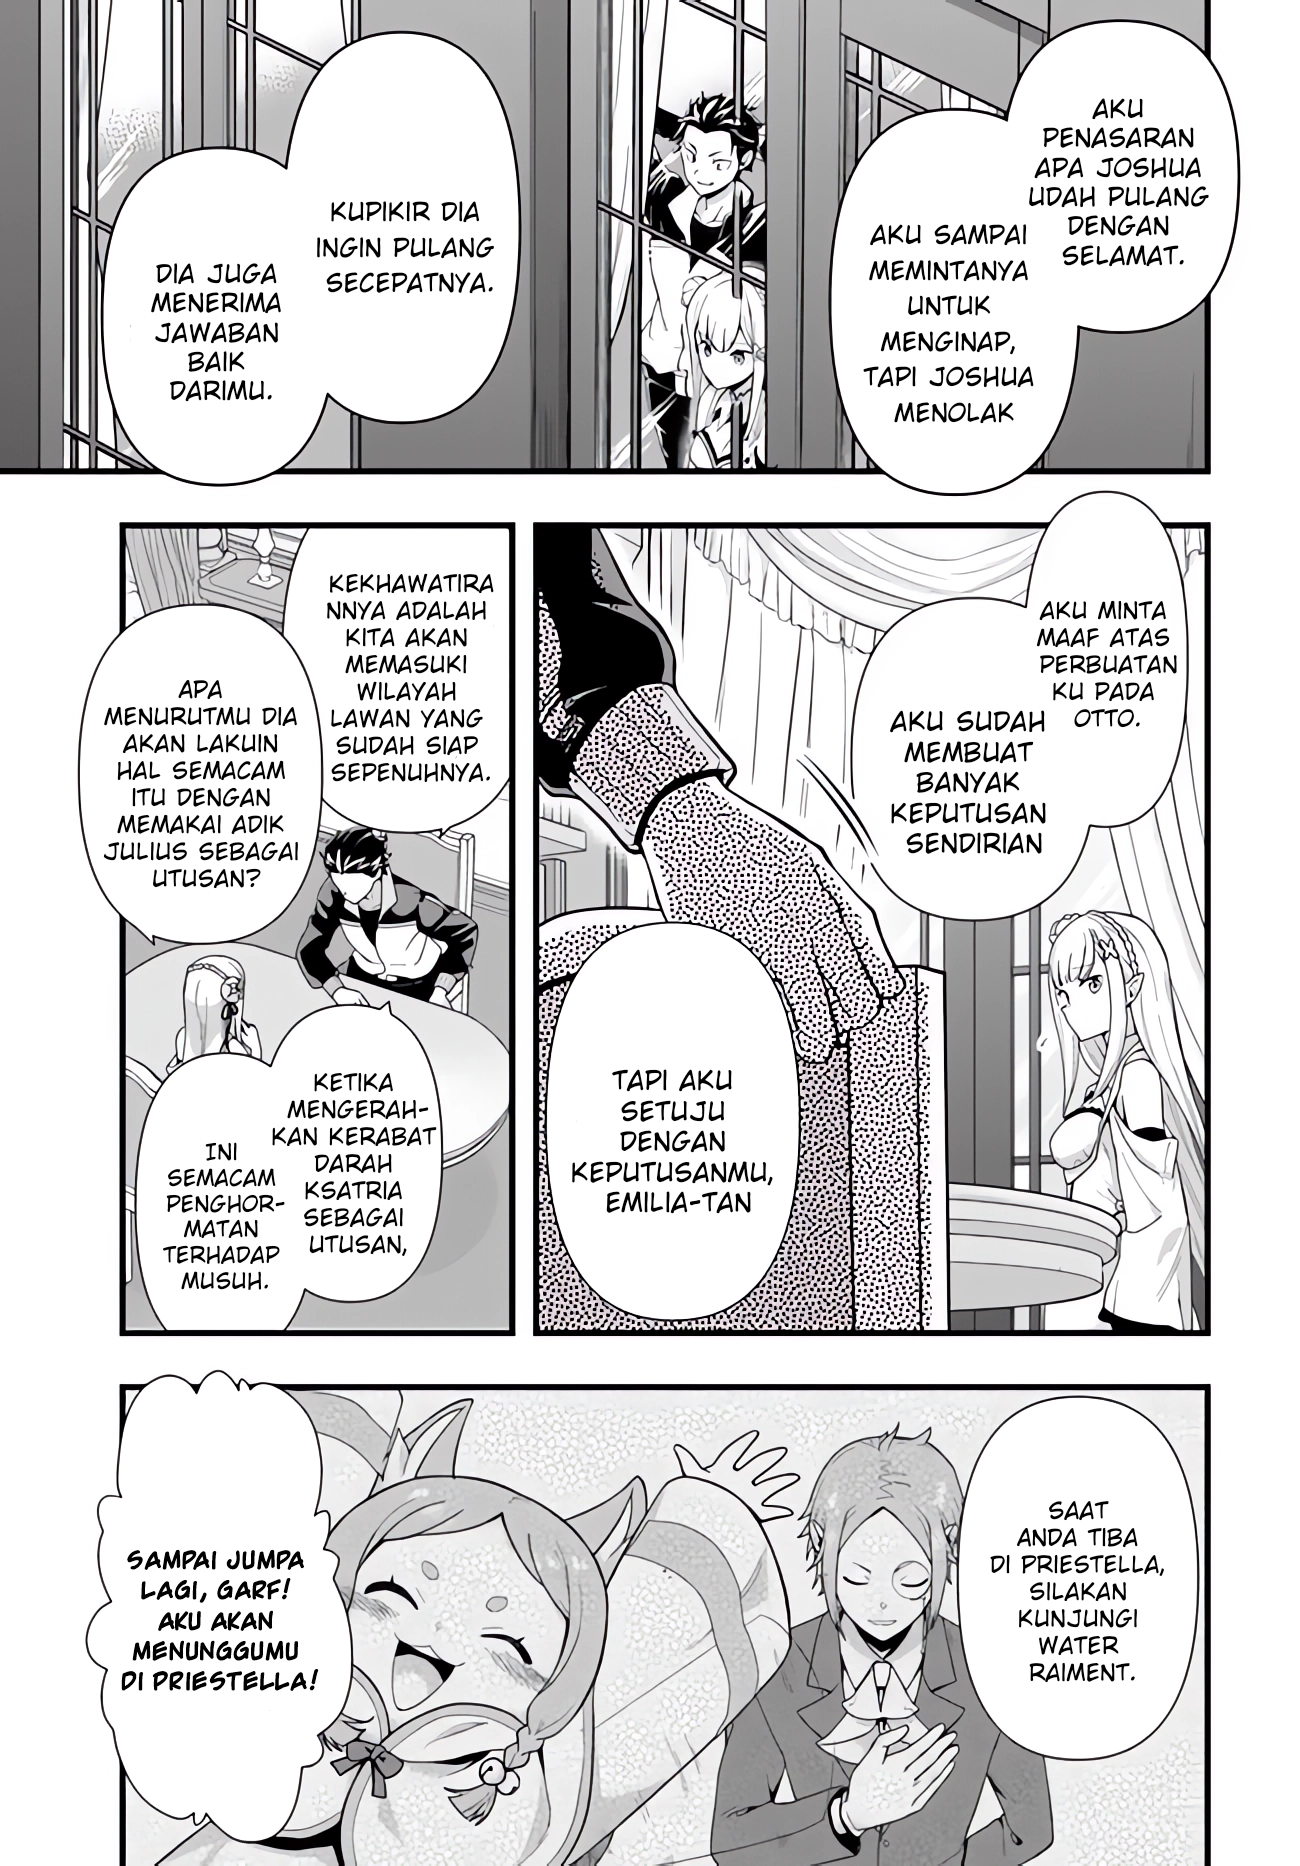 AKU
PENASARAN
APA JOSHUA
UDAH PULANG
DENGAN
SELAMAT.
AKU SAMPAI
MEMINTANYA
UNTUK
MENGINAP,
TAPI JOSHUA
MENOLAK
KUPIKIR DIA
INGIN PULANG
SECEPATNYA.
DIA JUGA
MENERIMA
JAWABAN
BAIK
DARIMU.
AKU MINTA
MAAF ATAS
PERBUATAN
KU PADA
OTTO.
AKU SUDAH
MEMBUAT
BANYAK
KEPUTUSAN
SENDIRIAN
TAPI AKU
SETUJU
DENGAN
KEPUTUSANMU,
EMILIA-TAN
KEKHAWATIRA
NNYA ADALAH
KITA AKAN
MEMASUKI
WILAYAH
LAWAN YANG
SUDAH SIAP
SEPENUHNYA.
APA
MENURUTMU DIA
AKAN LAKUIN
HAL SEMACAM
ITU DENGAN
MEMAKAI ADIK
JULIUS SEBAGAI
UTUSAN?
KETIKA
MENGERAH-
KAN KERABAT
DARAH
KSATRIA
SEBAGAI
UTUSAN,
INI
SEMACAM
PENGHOR-
MATAN
TERHADAP
MUSUH.
SAAT
ANDA TIBA
DI PRIESTELLA,
SILAKAN
KUNJUNGI
WATER
RAIMENT.
SAMPAI JUMPA
LAGI, GARF!
AKU AKAN
MENUNGGUMU
DI PRIESTELLA!